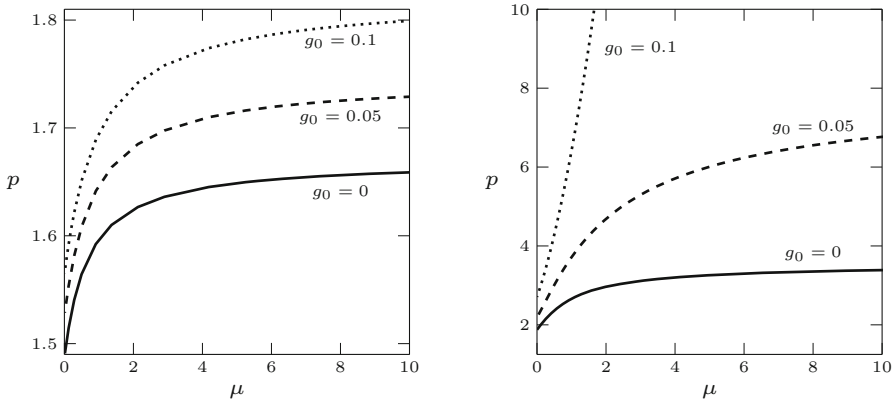 1.8
1.7
1.6
1.5
p
g₀ = 0.1
g₀ = 0.05
g₀ = 0
0 2 4 6 8 10
μ
10
8
6
4
2
p
g₀ = 0.1
g₀ = 0.05
g₀ = 0
0 2 4 6 8 10
μ